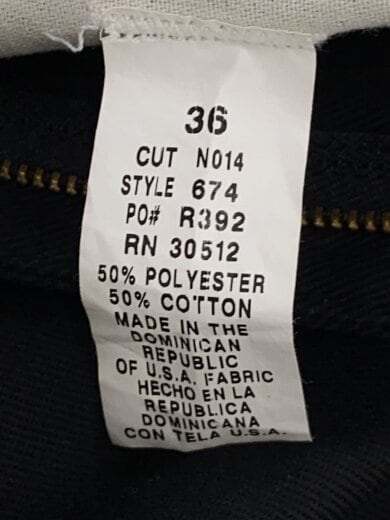 36
CUT N014
STYLE 674
PO# R392
RN 30512
50% POLYESTER
50% COTTON
MADE IN THE
DOMINICAN
REPUBLIC
OF U.S.A. FABRIC
HECHO EN LA
REPUBLICA
DOMINICANA
CON TELA U.S.A.